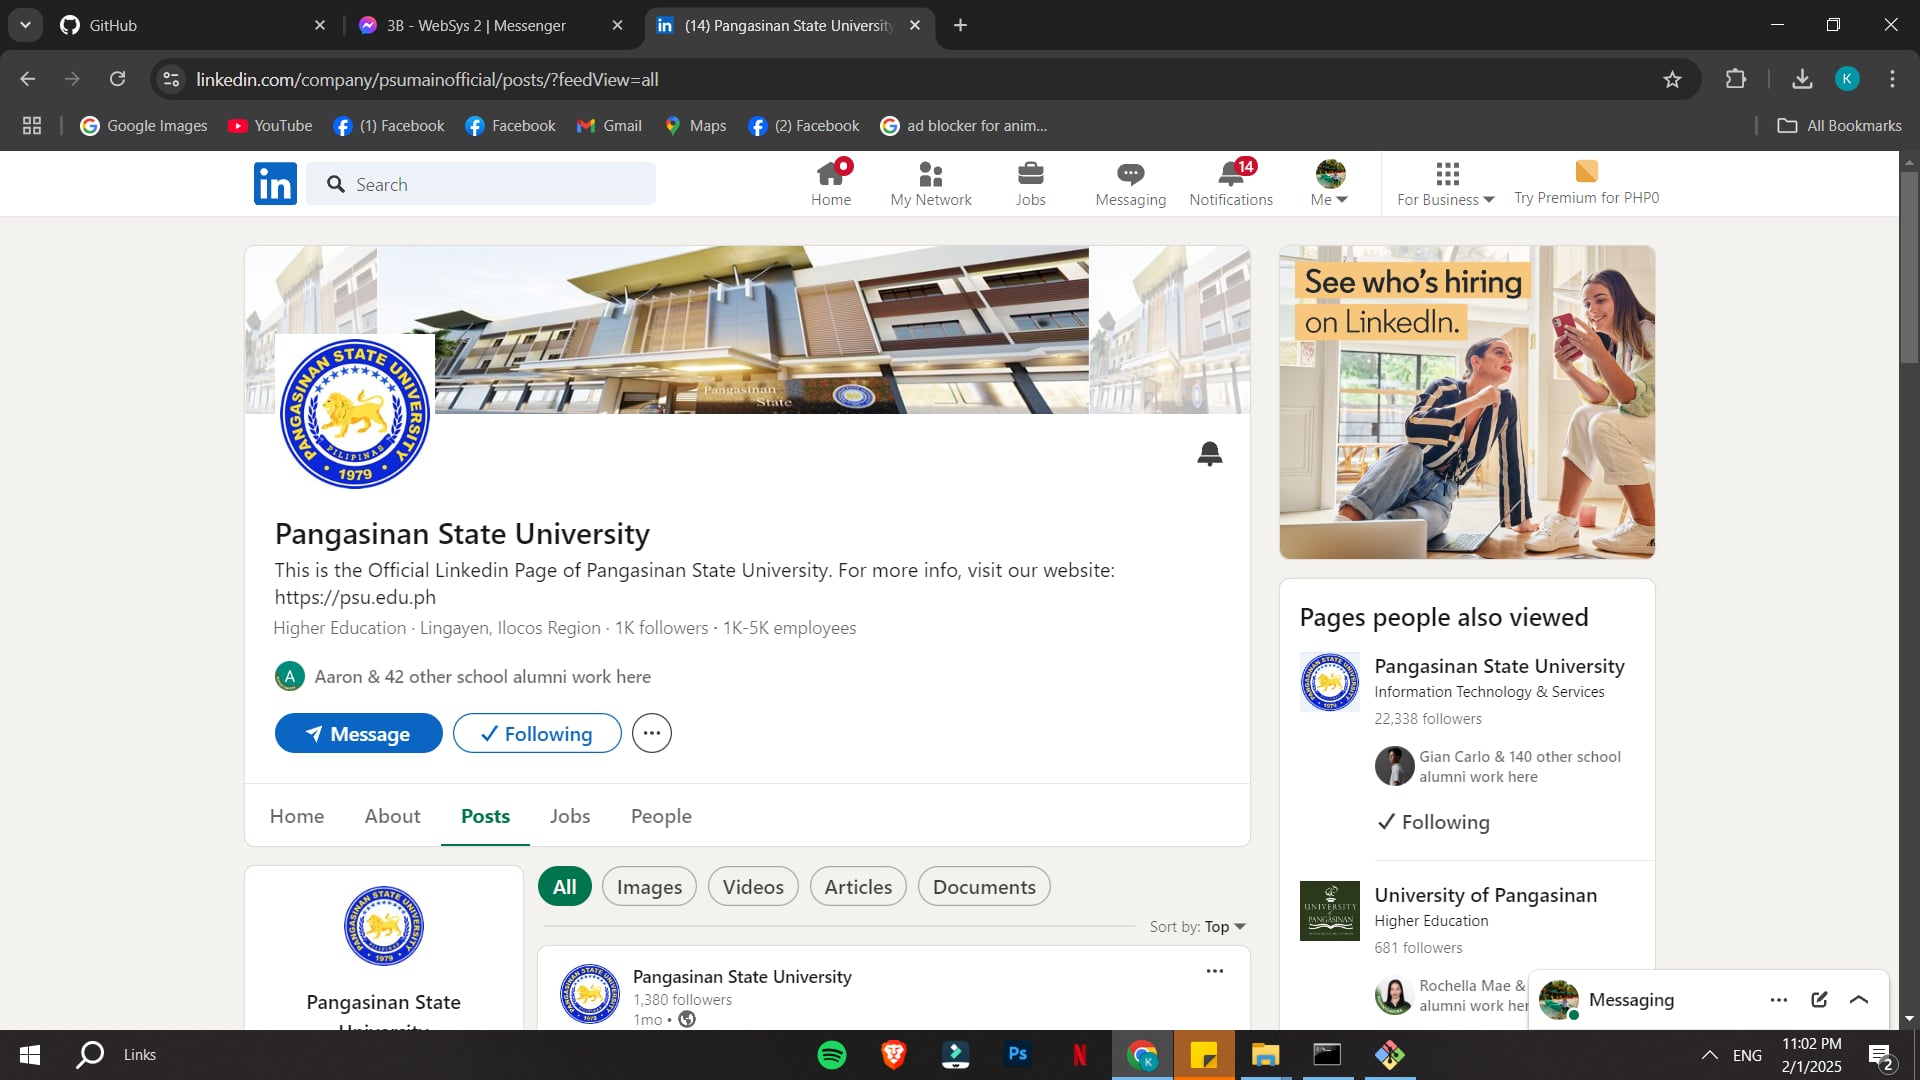 GitHub
3B - WebSys 2 | Messenger
(14) Pangasinan State University
linkedin.com/company/psumainofficial/posts/?feedView=all
K
Google Images
YouTube
(1) Facebook
Facebook
Gmail
Maps
(2) Facebook
ad blocker for anim...
All Bookmarks
in
Search
Home
My Network
Jobs
Messaging
14
Notifications
Me
For Business
Try Premium for PHP0
Pangasinan
State
PANGASINAN STATE UNIVERSITY
PILIPINAS
1979
See who's hiring
on LinkedIn.
Pangasinan State University
This is the Official Linkedin Page of Pangasinan State University. For more info, visit our website:
https://psu.edu.ph
Higher Education · Lingayen, Ilocos Region · 1K followers · 1K-5K employees
A
Aaron & 42 other school alumni work here
Message
Following
Home
About
Posts
Jobs
People
Pages people also viewed
Pangasinan State University
Information Technology & Services
22,338 followers
Gian Carlo & 140 other school
alumni work here
Following
UNIVERSITY
of
PANGASINAN
University of Pangasinan
Higher Education
681 followers
Rochella Mae &
alumni work her
Pangasinan State
University
All
Images
Videos
Articles
Documents
Sort by: Top
Pangasinan State University
1,380 followers
1mo •
Messaging
Links
Ps
N
K
ENG
11:02 PM
2/1/2025
2